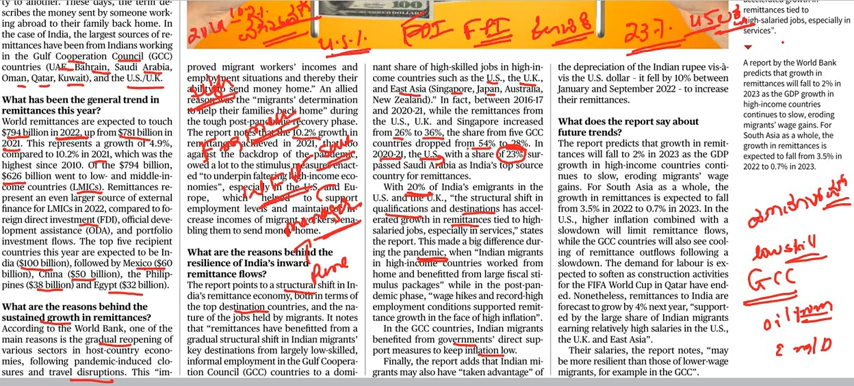 ty to another. These days, the term de-
scribes the money sent by someone work-
ing abroad to their family back home. In
the case of India, the largest sources of re-
mittances have been from Indians working
in the Gulf Cooperation Council (GCC)
countries (UAE, Bahrain, Saudi Arabia,
Oman, Qatar, Kuwait), and the U.S./U.K.
What has been the general trend in
remittances this year?
World remittances are expected to touch
$794 billion in 2022, up from $781 billion in
2021. This represents a growth of 4.9%,
compared to 10.2% in 2021, which was the
highest since 2010. Of the $794 billion,
$626 billion went to low- and middle-in-
come countries (LMICs). Remittances rep-
resent an even larger source of external
finance for LMICs in 2022, compared to fo-
reign direct investment (FDI), official deve-
lopment assistance (ODA), and portfolio
investment flows. The top five recipient
countries this year are expected to be In-
dia ($100 billion), followed by Mexico ($60
billion), China ($50 billion), the Philip-
pines ($38 billion) and Egypt ($32 billion).
What are the reasons behind the
sustained growth in remittances?
According to the World Bank, one of the
main reasons is the gradual reopening of
various sectors in host-country econo-
mies, following pandemic-induced clo-
sures and travel disruptions. This “im-
100
U.S.%
FDI FPI
23%
proved migrant workers' incomes and
employment situations and thereby their
ability to send money home.” An allied
reason was the “migrants' determination
to help their families back home” during
the tough post-pandemic recovery phase.
The report notes that the 10.2% growth in
remittances achieved in 2021, that too
against the backdrop of the pandemic,
owed a lot to the stimulus measures enact-
ed “to underpin faltering econo-
mies”, especially in the U.S. and Eu-
rope, which helped to support
employment levels and maintain in-
crease incomes of migrant workers, ena-
bling them to send money home.
What are the reasons behind the
resilience of India's inward
remittance flows?
The report points to a structural shift in In-
dia's remittance economy, both in terms of
the top destination countries, and the na-
ture of the jobs held by migrants. It notes
that “remittances have benefited from a
gradual structural shift in Indian migrants'
key destinations from largely low-skilled,
informal employment in the Gulf Coopera-
tion Council (GCC) countries to a domi-
nant share of high-skilled jobs in high-in-
come countries such as the U.S., the U.K.,
and East Asia (Singapore, Japan, Australia,
New Zealand).” In fact, between 2016-17
and 2020-21, while the remittances from
the U.S., U.K. and Singapore increased
from 26% to 36%, the share from five GCC
countries dropped from 54% to 28%. In
2020-21, the U.S. with a share of 23% sur-
passed Saudi Arabia as India's top source
country for remittances.
With 20% of India's emigrants in the
U.S. and the U.K., “the structural shift in
qualifications and destinations has accel-
erated growth in remittances tied to high-
salaried jobs, especially in services,” states
the report. This made a big difference dur-
ing the pandemic, when “Indian migrants
in high-income countries worked from
home and benefited from large fiscal sti-
mulus packages” while in the post-pan-
demic phase, “wage hikes and record-high
employment conditions supported remit-
tance growth in the face of high inflation”.
In the GCC countries, Indian migrants
benefited from governments' direct sup-
port measures to keep inflation low.
Finally, the report adds that Indian mi-
grants may also have “taken advantage” of
the depreciation of the Indian rupee vis-à-
vis the U.S. dollar - it fell by 10% between
January and September 2022 - to increase
their remittances.
What does the report say about
future trends?
The report predicts that growth in remit-
tances will fall to 2% in 2023 as the GDP
growth in high-income countries contin-
ues to slow, eroding migrants' wage
gains. For South Asia as a whole, the
growth in remittances is expected to fall
from 3.5% in 2022 to 0.7% in 2023. In the
U.S., higher inflation combined with a
slowdown will limit remittance flows,
while the GCC countries will also see cool-
ing of remittance outflows following a
slowdown. The demand for labour is ex-
pected to soften as construction activities
for the FIFA World Cup in Qatar have end-
ed. Nonetheless, remittances to India are
forecast to grow by 4% next year, “support-
ed by the large share of Indian migrants
earning relatively high salaries in the U.S.,
the U.K. and East Asia”.
Their salaries, the report notes, “may
be more resilient than those of lower-wage
migrants, for example in the GCC”.
growth in
remittances tied to
high-salaried jobs,
especially in
services”.
A report by the World Bank
predicts that growth in
remittances will fall to 2% in
2023 as the GDP growth in
high-income countries
continues to slow, eroding
migrants' wage gains. For
South Asia as a whole, the
growth in remittances is
expected to fall from 3.5% in
2022 to 0.7% in 2023.
low skill
GCC
oil